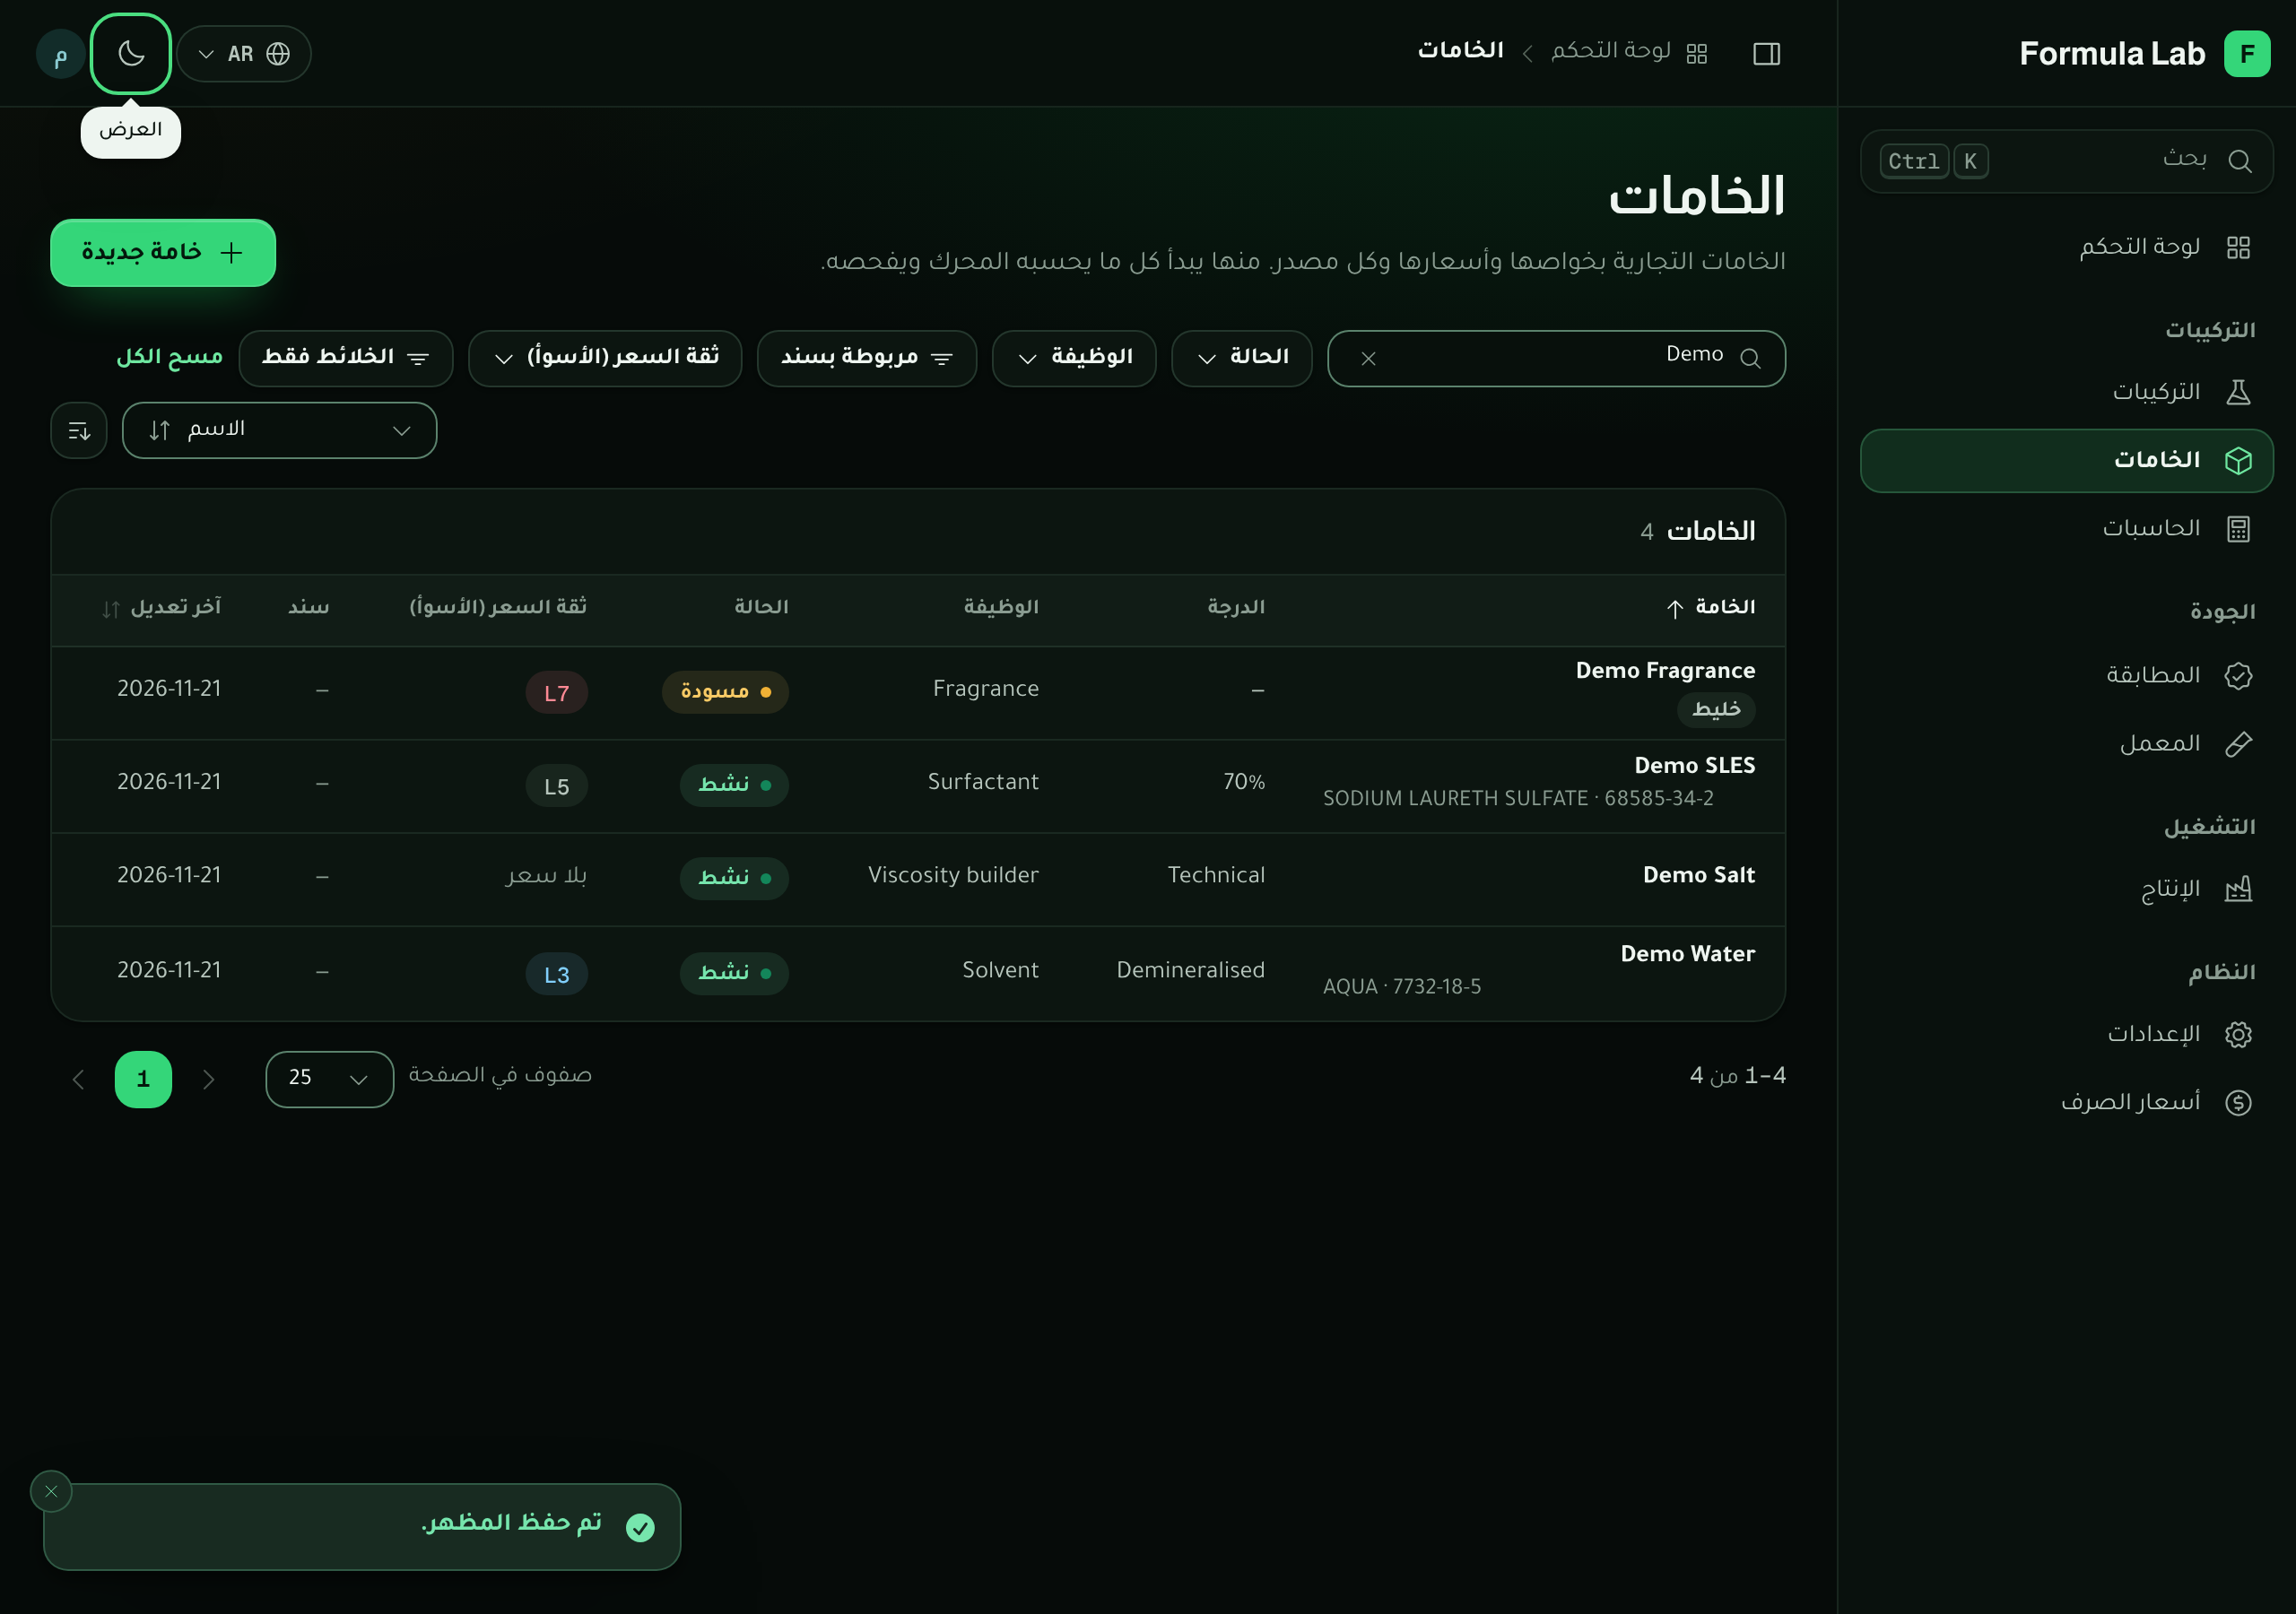 F Formula Lab
لوحة التحكم
الخامات
AR
م
العرض
بحث
Ctrl K
لوحة التحكم
التركيبات
التركيبات
الخامات
الحاسبات
الجودة
المطابقة
المعمل
التشغيل
الإنتاج
النظام
الإعدادات
أسعار الصرف
الخامات
الخامات التجارية بخواصها وأسعارها وكل مصدر. منها يبدأ كل ما يحسبه المحرك ويفحصه.
خامة جديدة
Demo
الحالة
الوظيفة
مربوطة بسند
ثقة السعر (الأسوأ)
الخلائط فقط
مسح الكل
الاسم
الخامات 4
الخامة الدرجة الوظيفة الحالة ثقة السعر (الأسوأ) سند آخر تعديل
Demo Fragrance – Fragrance مسودة L7 – 2026-11-21
خليط
Demo SLES 70% Surfactant نشط L5 – 2026-11-21
SODIUM LAURETH SULFATE · 68585-34-2
Demo Salt Technical Viscosity builder نشط بلا سعر – 2026-11-21
Demo Water Demineralised Solvent نشط L3 – 2026-11-21
AQUA · 7732-18-5
1–4 من 4
صفوف في الصفحة
25
1
تم حفظ المظهر.